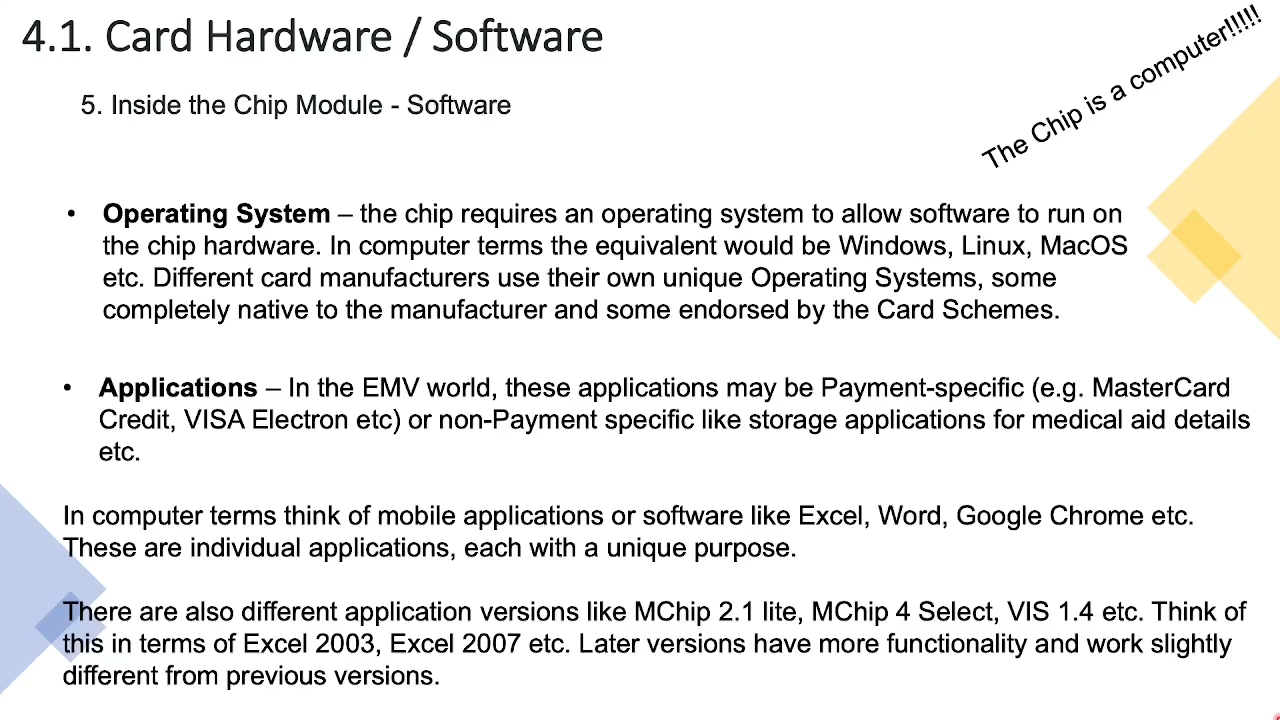 4.1. Card Hardware / Software
The Chip is a computer!!!!!
5. Inside the Chip Module - Software
• Operating System – the chip requires an operating system to allow software to run on
the chip hardware. In computer terms the equivalent would be Windows, Linux, MacOS
etc. Different card manufacturers use their own unique Operating Systems, some
completely native to the manufacturer and some endorsed by the Card Schemes.
• Applications – In the EMV world, these applications may be Payment-specific (e.g. MasterCard
Credit, VISA Electron etc) or non-Payment specific like storage applications for medical aid details
etc.
In computer terms think of mobile applications or software like Excel, Word, Google Chrome etc.
These are individual applications, each with a unique purpose.
There are also different application versions like MChip 2.1 lite, MChip 4 Select, VIS 1.4 etc. Think of
this in terms of Excel 2003, Excel 2007 etc. Later versions have more functionality and work slightly
different from previous versions.